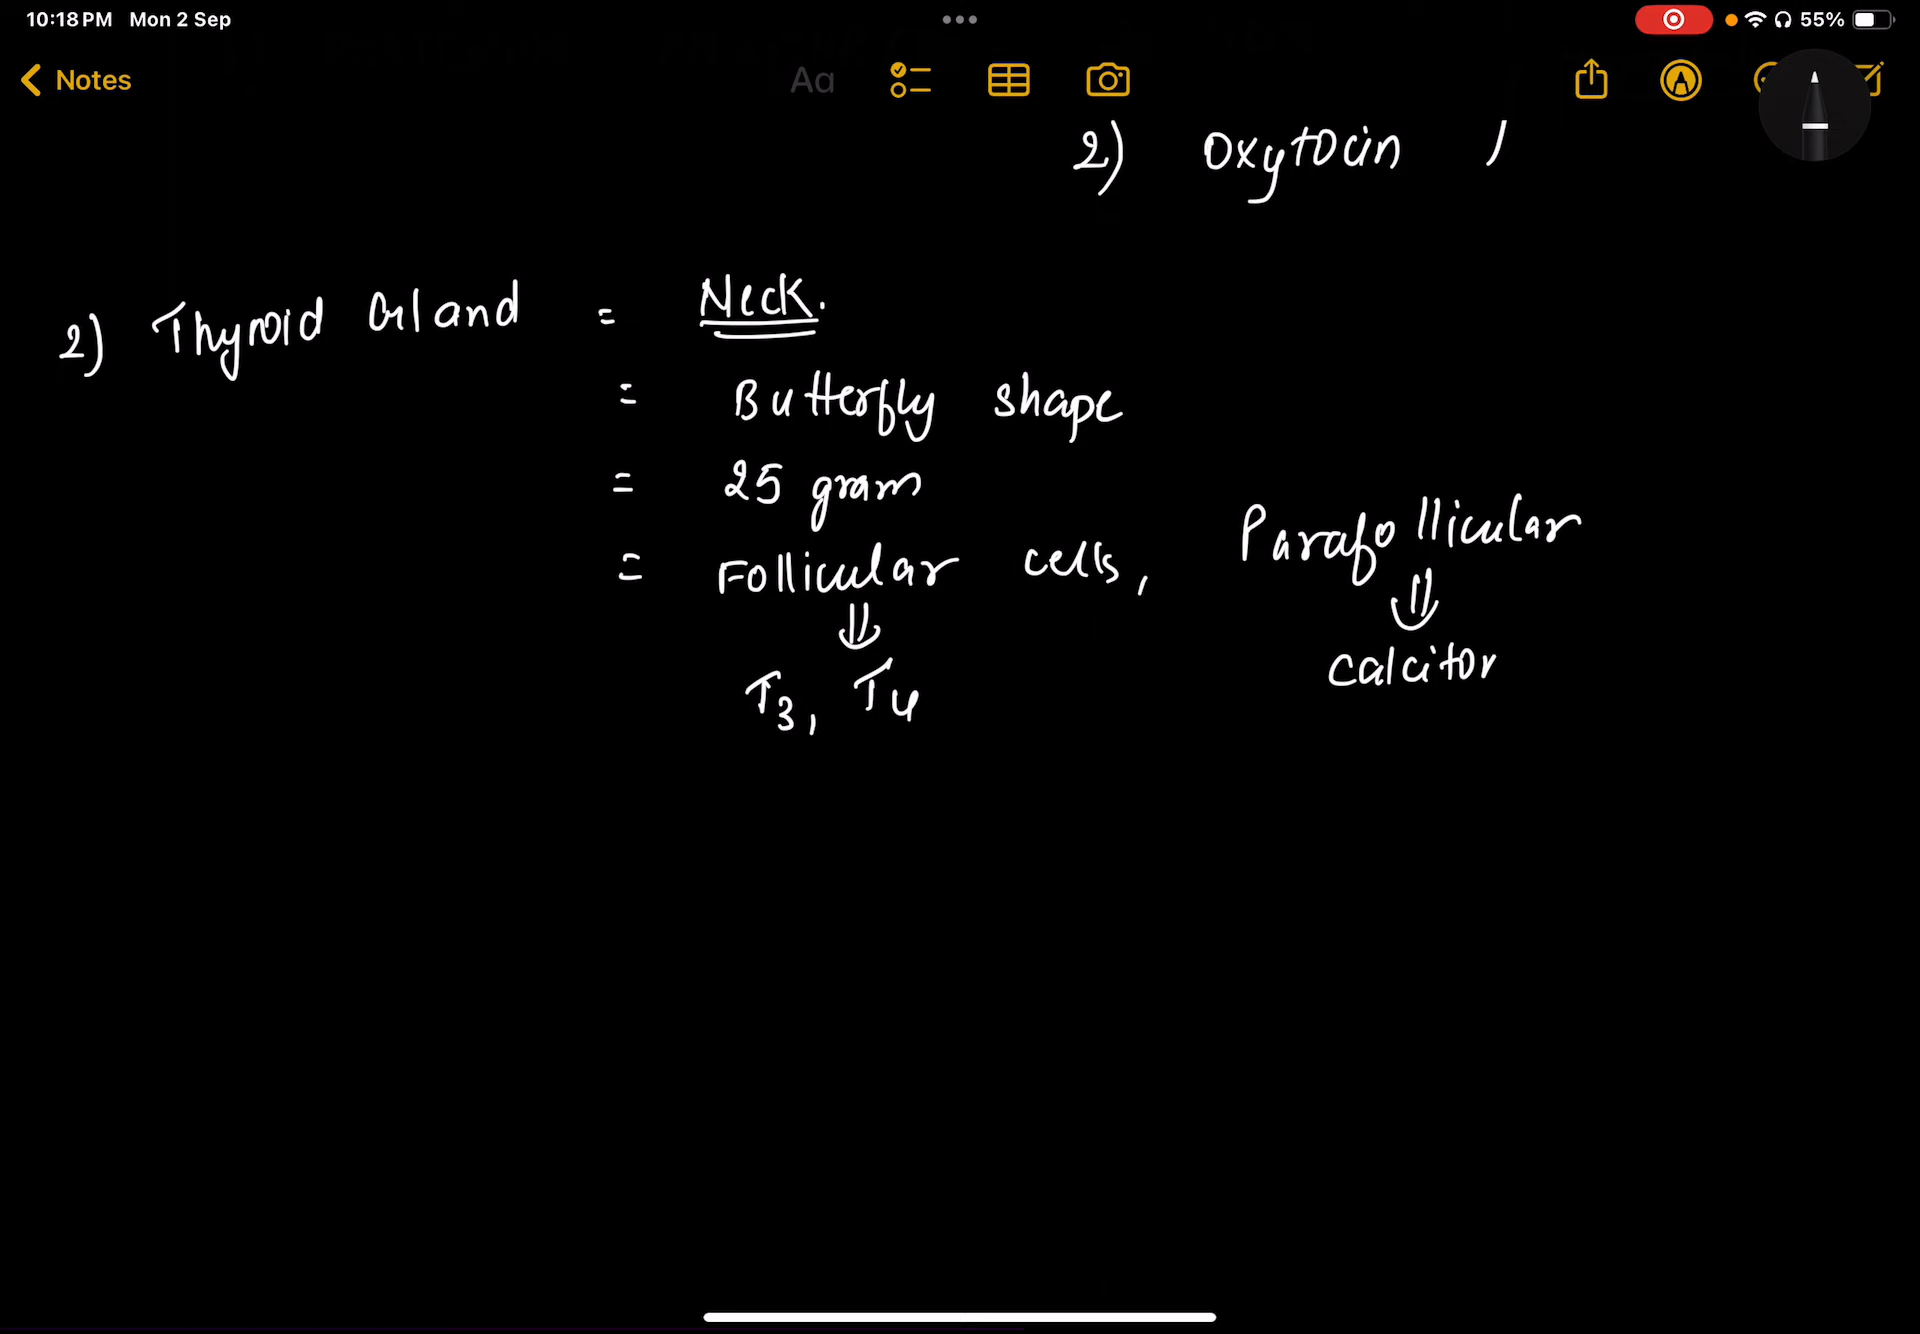 10:18 PM Mon 2 Sep
55%
Notes
Aa
2) Oxytocin )
2) Thyroid Gland = Neck.
= Butterfly shape
= 25 gram
= Follicular cells, Parafollicular
⇓ ⇓
T3, T4 calcitor